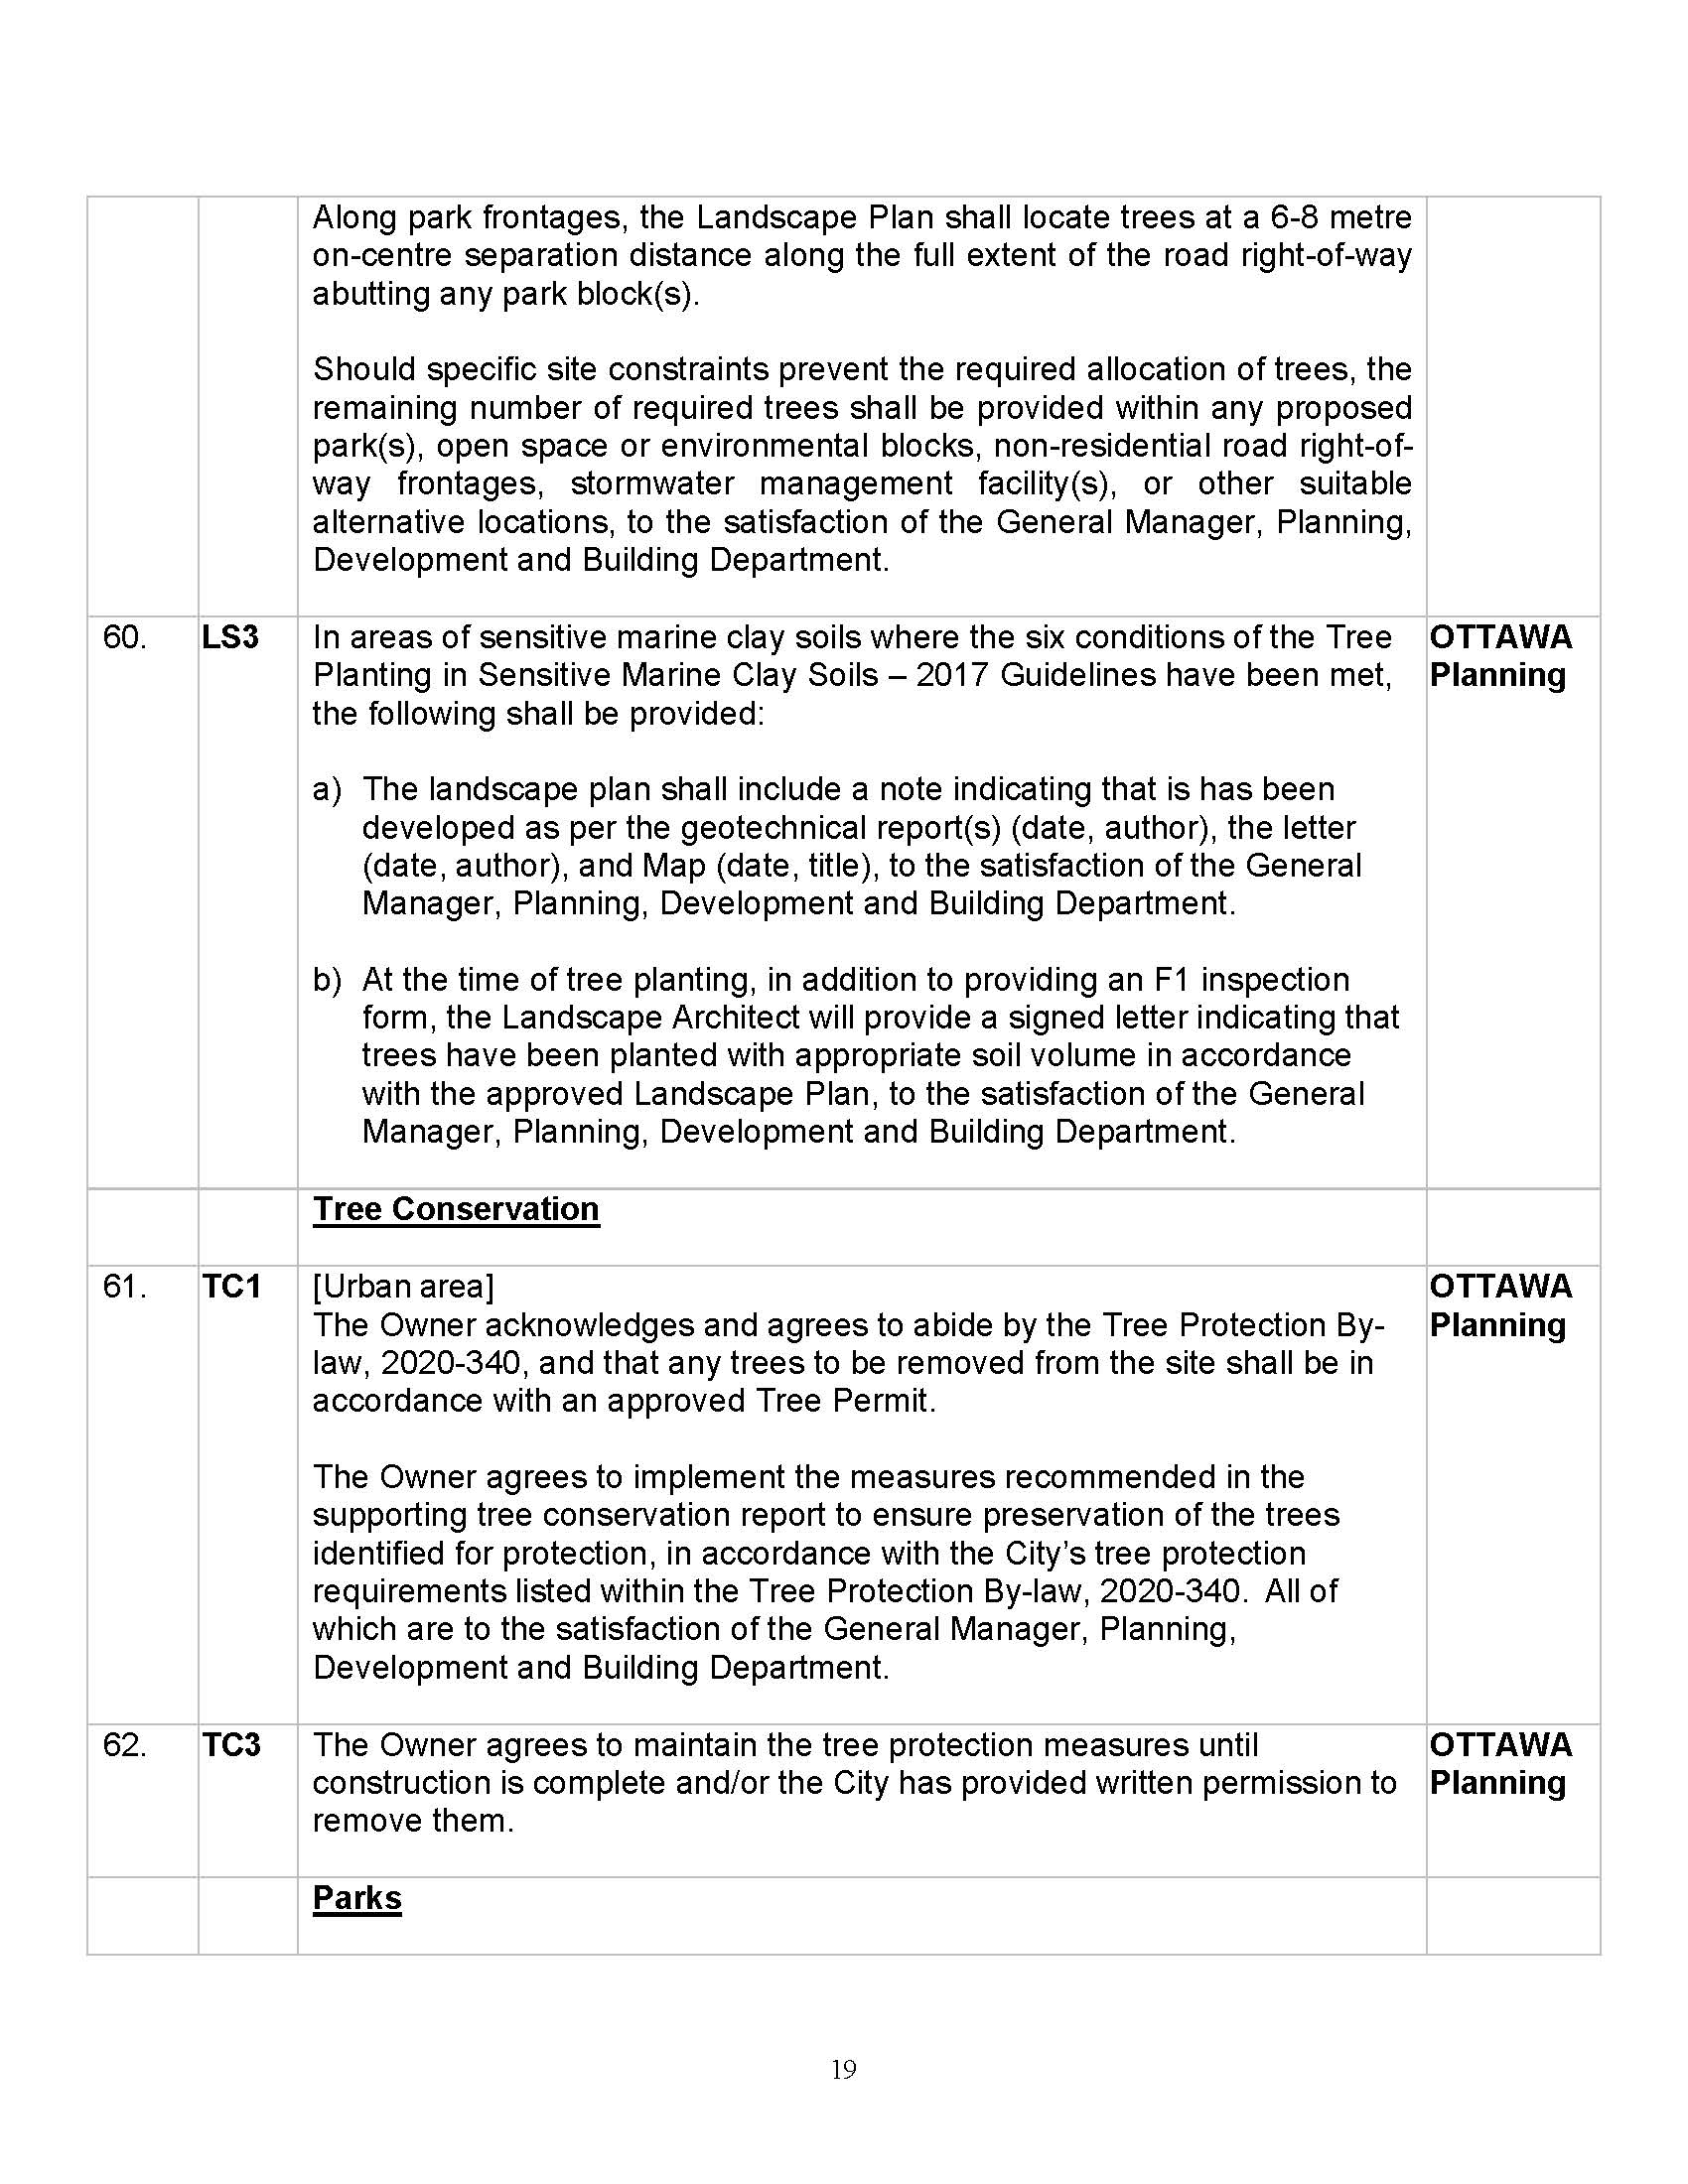 Along park frontages, the Landscape Plan shall locate trees at a 6-8 metre
on-centre separation distance along the full extent of the road right-of-way
abutting any park block(s).
Should specific site constraints prevent the required allocation of trees, the
remaining number of required trees shall be provided within any proposed
park(s), open space or environmental blocks, non-residential road right-of-
way frontages, stormwater management facility(s), or other suitable
alternative locations, to the satisfaction of the General Manager, Planning,
Development and Building Department.
60. LS3 In areas of sensitive marine clay soils where the six conditions of the Tree OTTAWA
Planting in Sensitive Marine Clay Soils – 2017 Guidelines have been met, Planning
the following shall be provided:
a) The landscape plan shall include a note indicating that is has been
developed as per the geotechnical report(s) (date, author), the letter
(date, author), and Map (date, title), to the satisfaction of the General
Manager, Planning, Development and Building Department.
b) At the time of tree planting, in addition to providing an F1 inspection
form, the Landscape Architect will provide a signed letter indicating that
trees have been planted with appropriate soil volume in accordance
with the approved Landscape Plan, to the satisfaction of the General
Manager, Planning, Development and Building Department.
Tree Conservation
61. TC1 [Urban area] OTTAWA
The Owner acknowledges and agrees to abide by the Tree Protection By- Planning
law, 2020-340, and that any trees to be removed from the site shall be in
accordance with an approved Tree Permit.
The Owner agrees to implement the measures recommended in the
supporting tree conservation report to ensure preservation of the trees
identified for protection, in accordance with the City’s tree protection
requirements listed within the Tree Protection By-law, 2020-340.  All of
which are to the satisfaction of the General Manager, Planning,
Development and Building Department.
62. TC3 The Owner agrees to maintain the tree protection measures until OTTAWA
construction is complete and/or the City has provided written permission to Planning
remove them.
Parks
19